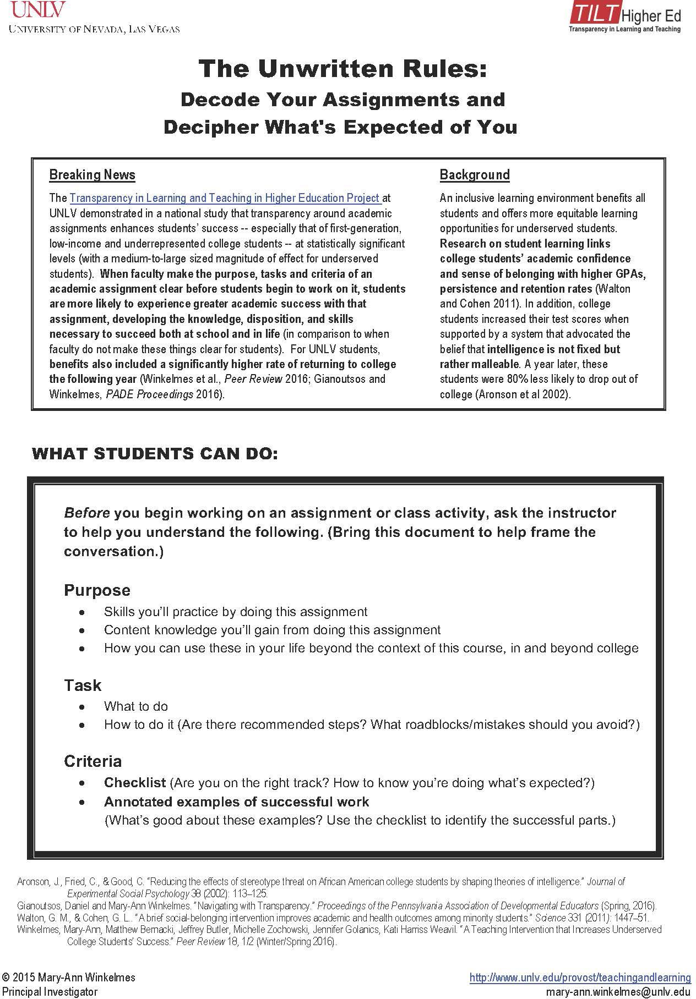 UNLV
UNIVERSITY OF NEVADA, LAS VEGAS
TILT Higher Ed
Transparency in Learning and Teaching
The Unwritten Rules:
Decode Your Assignments and
Decipher What's Expected of You
Breaking News
The Transparency in Learning and Teaching in Higher Education Project at
UNLV demonstrated in a national study that transparency around academic
assignments enhances students’ success -- especially that of first-generation,
low-income and underrepresented college students -- at statistically significant
levels (with a medium-to-large sized magnitude of effect for underserved
students).  When faculty make the purpose, tasks and criteria of an
academic assignment clear before students begin to work on it, students
are more likely to experience greater academic success with that
assignment, developing the knowledge, disposition, and skills
necessary to succeed both at school and in life (in comparison to when
faculty do not make these things clear for students).  For UNLV students,
benefits also included a significantly higher rate of returning to college
the following year (Winkelmes et al., Peer Review 2016; Gianoutsos and
Winkelmes, PADE Proceedings 2016).
Background
An inclusive learning environment benefits all
students and offers more equitable learning
opportunities for underserved students.
Research on student learning links
college students’ academic confidence
and sense of belonging with higher GPAs,
persistence and retention rates (Walton
and Cohen 2011). In addition, college
students increased their test scores when
supported by a system that advocated the
belief that intelligence is not fixed but
rather malleable. A year later, these
students were 80% less likely to drop out of
college (Aronson et al 2002).
WHAT STUDENTS CAN DO:
Before you begin working on an assignment or class activity, ask the instructor
to help you understand the following. (Bring this document to help frame the
conversation.)
Purpose
• Skills you’ll practice by doing this assignment
• Content knowledge you’ll gain from doing this assignment
• How you can use these in your life beyond the context of this course, in and beyond college
Task
• What to do
• How to do it (Are there recommended steps? What roadblocks/mistakes should you avoid?)
Criteria
• Checklist (Are you on the right track? How to know you’re doing what’s expected?)
• Annotated examples of successful work
(What’s good about these examples? Use the checklist to identify the successful parts.)
Aronson, J., Fried, C., & Good, C. “Reducing the effects of stereotype threat on African American college students by shaping theories of intelligence.” Journal of
Experimental Social Psychology 38 (2002): 113–125.
Gianoutsos, Daniel and Mary-Ann Winkelmes. ”Navigating with Transparency.” Proceedings of the Pennsylvania Association of Developmental Educators (Spring, 2016).
Walton, G. M., & Cohen, G. L.. “A brief social-belonging intervention improves academic and health outcomes among minority students.” Science 331 (2011): 1447–51.
Winkelmes, Mary-Ann, Matthew Bernacki, Jeffrey Butler, Michelle Zochowski, Jennifer Golanics, Kati Harriss Weavil. “A Teaching Intervention that Increases Underserved
College Students’ Success.” Peer Review 18, 1/2 (Winter/Spring 2016).
© 2015 Mary-Ann Winkelmes
Principal Investigator
http://www.unlv.edu/provost/teachingandlearning
mary-ann.winkelmes@unlv.edu